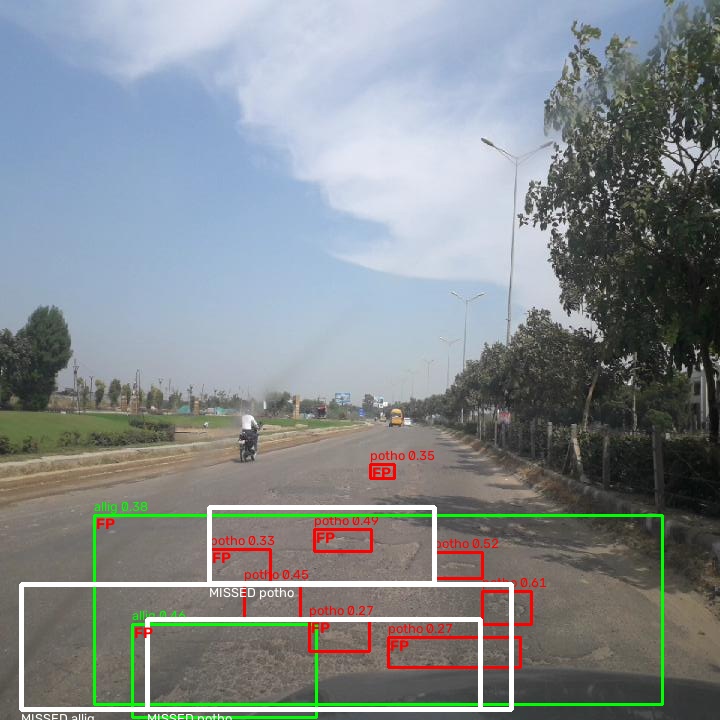 potho 0.35
FP
allig 0.38
FP
potho 0.49
FP
potho 0.33
FP
potho 0.52
potho 0.45
MISSED potho
potho 0.61
allig 0.46
FP
potho 0.27
FP
potho 0.27
FP
MISSED allig
MISSED potho